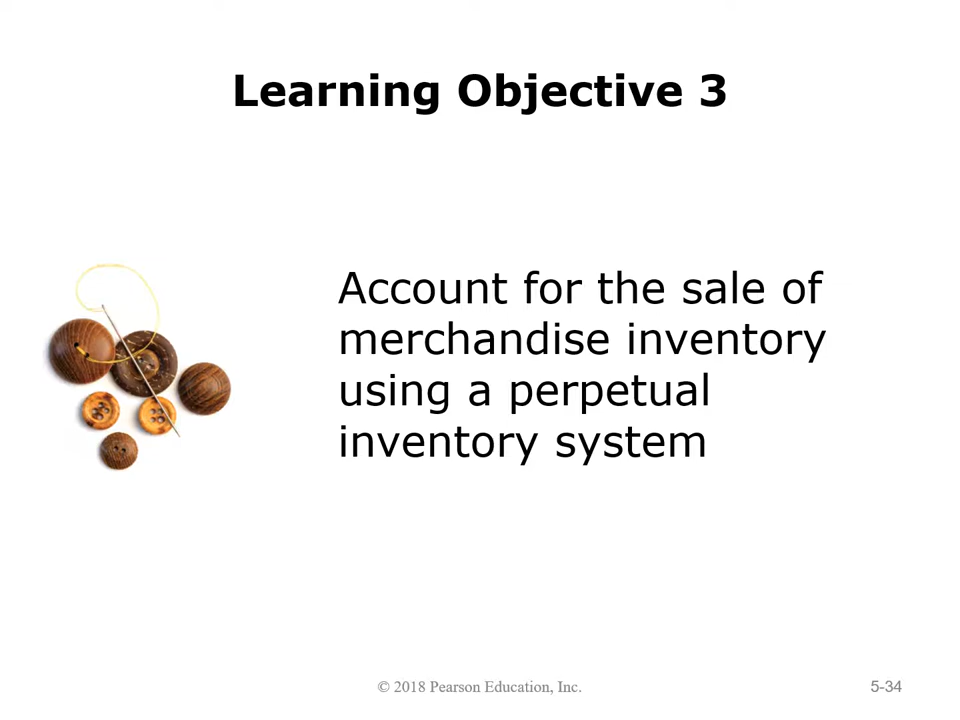 Learning Objective 3
Account for the sale of
merchandise inventory
using a perpetual
inventory system
© 2018 Pearson Education, Inc.
5-34